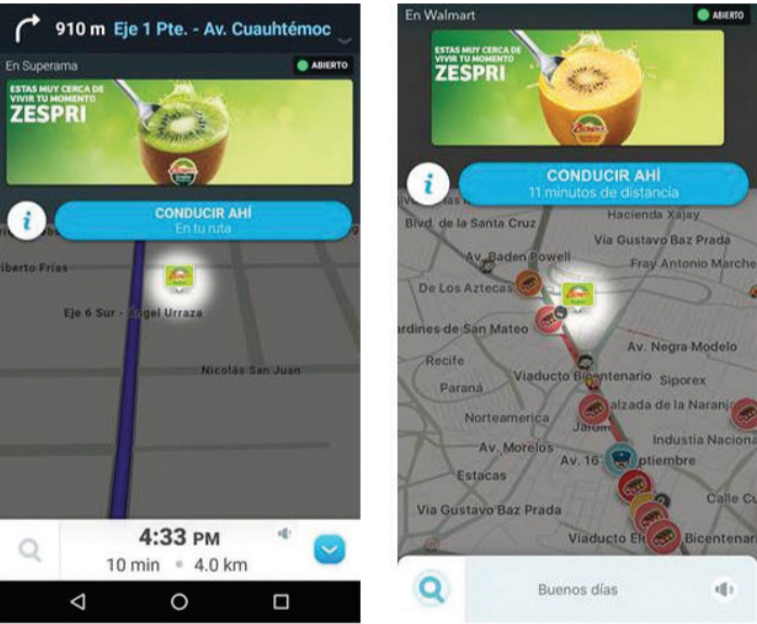 910 m Eje 1 Pte. - Av. Cuauhtémoc
En Superama
ABIERTO
ESTAS MUY CERCA DE
VIVIR TU MOMENTO
ZESPRI
i
CONDUCIR AHÍ
En tu ruta
iberto Frías
Eje 6 Sur - Angel Urraza
Nicolás San Juan
4:33 PM
10 min 4.0 km
En Walmart
ABIERTO
ESTAS MUY CERCA DE
VIVIR TU MOMENTO
ZESPRI
i
CONDUCIR AHÍ
11 minutos de distancia
Hacienda Xajay
Blvd. de la Santa Cruz
Vía Gustavo Baz Prada
Av. Baden Powell
Fray Antonio Marche
De Los Aztecas
ardines de San Mateo
Av. Negra Modelo
Recife
Viaducto Bicentenario
Siporex
Paraná
alzada de la Naranj
Norteamerica
Jardín
Industia Naciona
Av. Morelos
Av. 16 ptiembre
Estacas
Calle Cu
Via Gustavo Baz Prada
Viaducto El Bicentenar
Buenos días